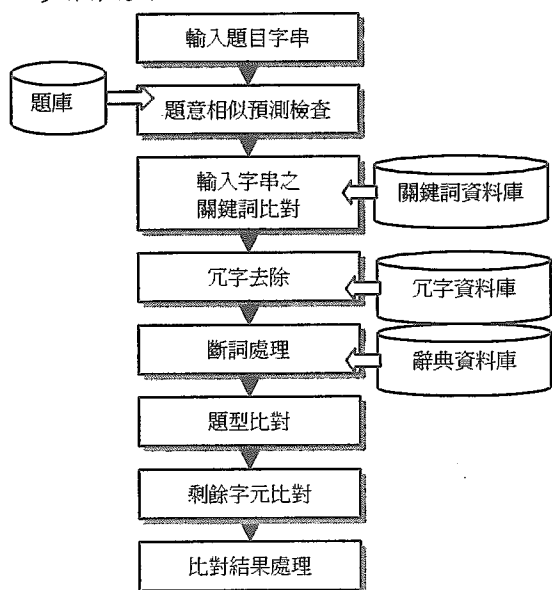 輸入題目字串
題庫
題意相似預測檢查
輸入字串之
關鍵詞比對
關鍵詞資料庫
冗字去除
冗字資料庫
斷詞處理
辭典資料庫
題型比對
剩餘字元比對
比對結果處理